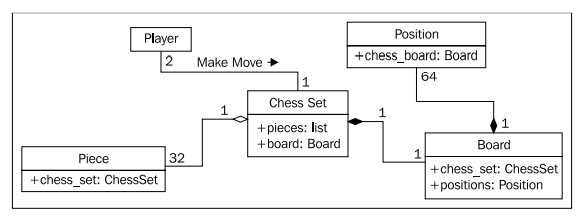 Player
Position
+chess_board: Board
2
Make Move
64
1
Chess Set
+pieces: list
+board: Board
1
1
1
32
Piece
+chess_set: ChessSet
1
Board
+chess_set: ChessSet
+positions: Position